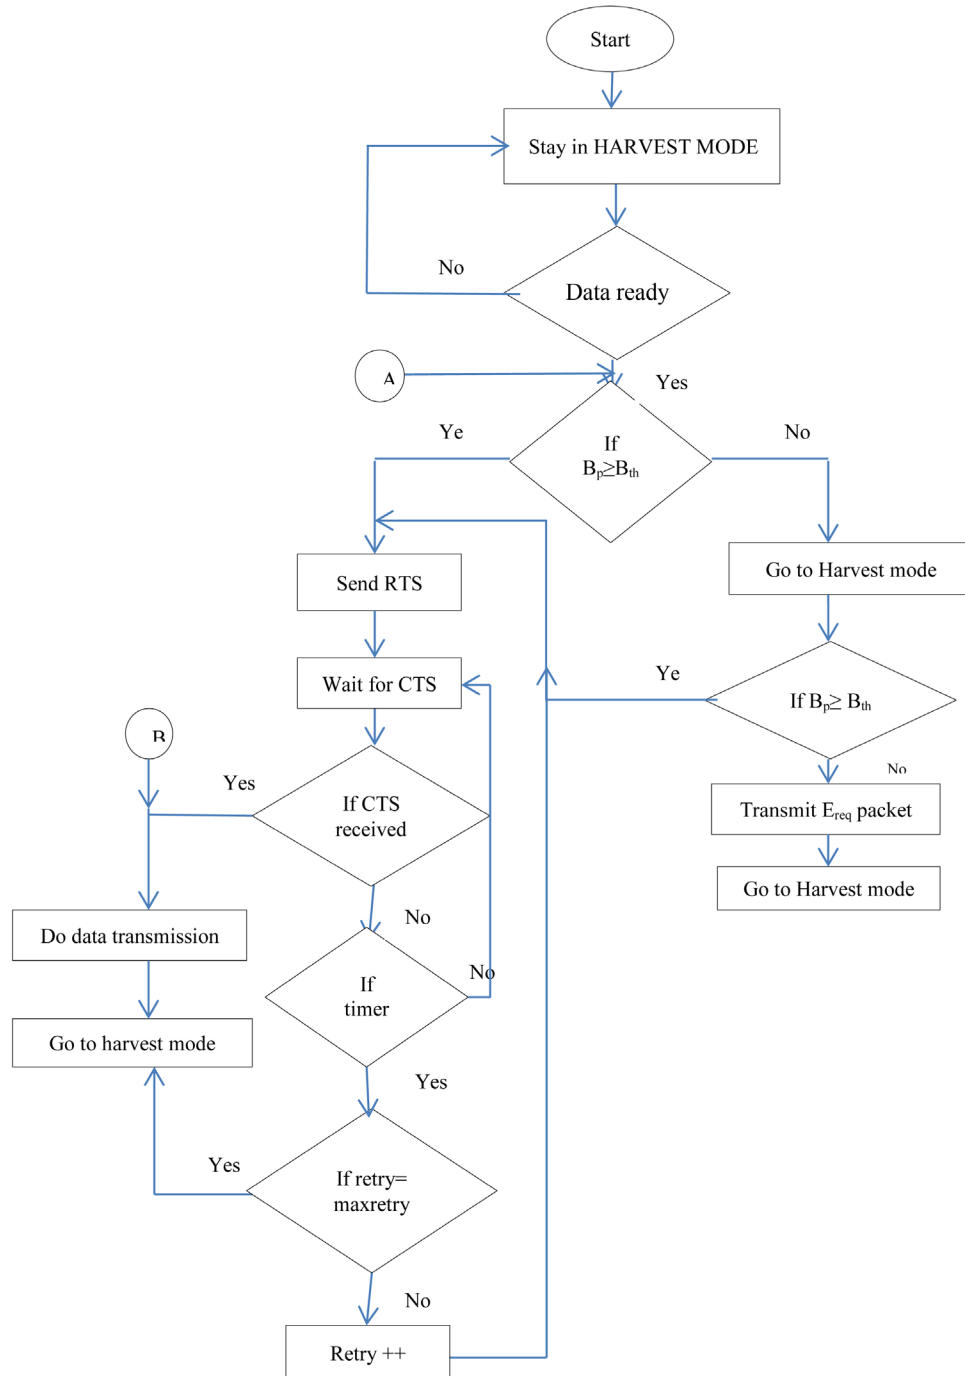 Start
Stay in HARVEST MODE
No
Data ready
A
Yes
Ye
If
Bp≥Bth
No
Go to Harvest mode
Send RTS
Wait for CTS
Ye
If Bp≥ Bth
B
Yes
If CTS
received
No
Transmit Ereq packet
Go to Harvest mode
No
Do data transmission
If
timer
No
Go to harvest mode
Yes
Yes
If retry=
maxretry
No
Retry ++